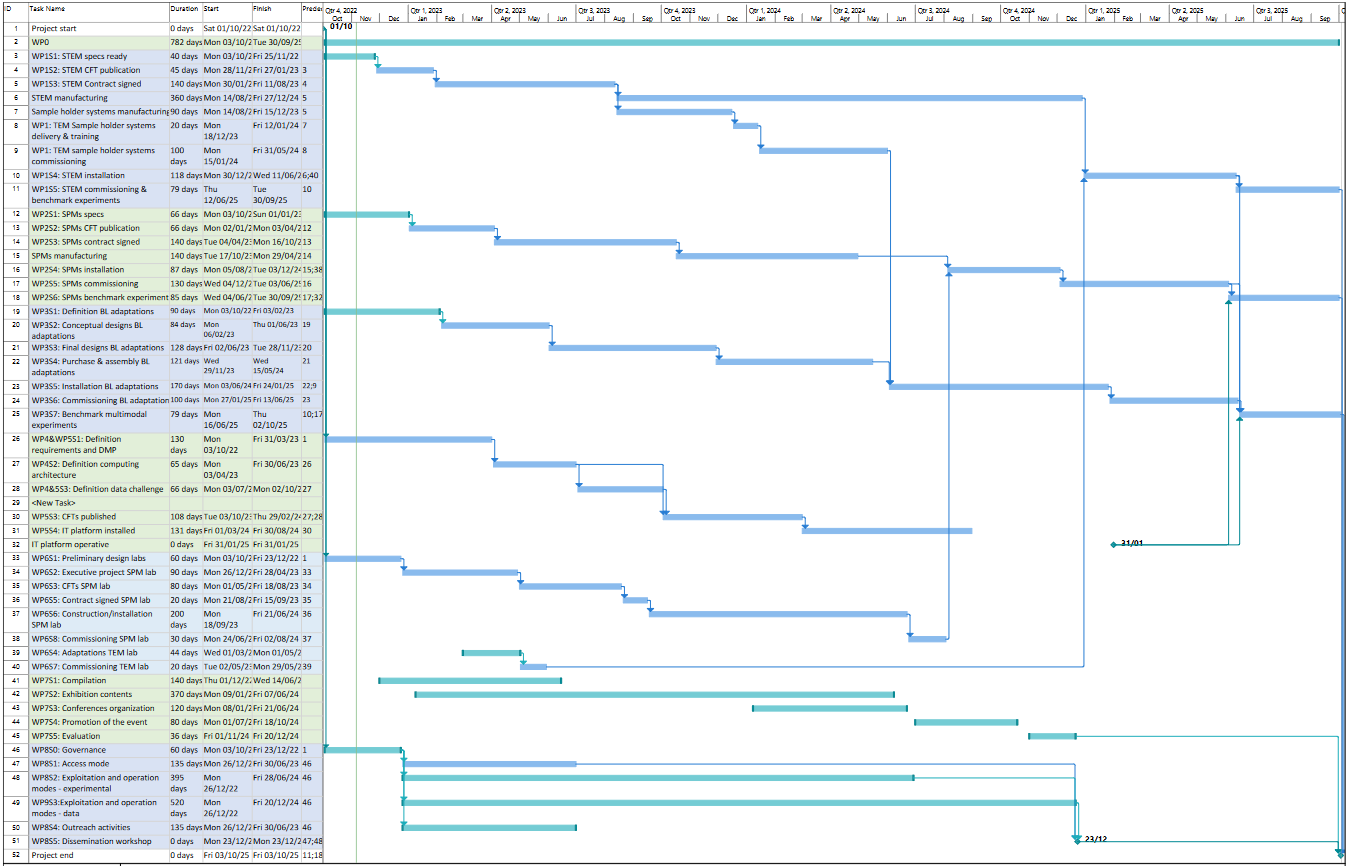 ID Task Name Duration Start Finish Predec
Qtr 4, 2022 Qtr 1, 2023 Qtr 2, 2023 Qtr 3, 2023 Qtr 4, 2023 Qtr 1, 2024 Qtr 2, 2024 Qtr 3, 2024 Qtr 4, 2024 Qtr 1, 2025 Qtr 2, 2025 Qtr 3, 2025
Oct Nov Dec Jan Feb Mar Apr May Jun Jul Aug Sep Oct Nov Dec Jan Feb Mar Apr May Jun Jul Aug Sep Oct Nov Dec Jan Feb Mar Apr May Jun Jul Aug Sep
1 Project start 0 days Sat 01/10/22 Sat 01/10/22
01/10
2 WP0 782 days Mon 03/10/2 Tue 30/09/25
3 WP1S1: STEM specs ready 40 days Mon 03/10/2 Fri 25/11/22
4 WP1S2: STEM CFT publication 45 days Mon 28/11/2 Fri 27/01/23 3
5 WP1S3: STEM Contract signed 140 days Mon 30/01/2 Fri 11/08/23 4
6 STEM manufacturing 360 days Mon 14/08/2 Fri 27/12/24 5
7 Sample holder systems manufacturing 90 days Mon 14/08/2 Fri 15/12/23 5
8 WP1: TEM Sample holder systems 20 days Mon Fri 12/01/24 7
delivery & training 18/12/23
9 WP1: TEM sample holder systems 100 Mon Fri 31/05/24 8
commissioning days 15/01/24
10 WP1S4: STEM installation 118 days Mon 30/12/2 Wed 11/06/2 6;40
11 WP1S5: STEM commissioning & 79 days Thu Tue 10
benchmark experiments 12/06/25 30/09/25
12 WP2S1: SPMs specs 66 days Mon 03/10/2 Sun 01/01/23
13 WP2S2: SPMs CFT publication 66 days Mon 02/01/2 Mon 03/04/2 12
14 WP2S3: SPMs contract signed 140 days Tue 04/04/23 Mon 16/10/2 13
15 SPMs manufacturing 140 days Tue 17/10/23 Mon 29/04/2 14
16 WP2S4: SPMs installation 87 days Mon 05/08/2 Tue 03/12/24 15;38
17 WP2S5: SPMs commissioning 130 days Wed 04/12/2 Tue 03/06/25 16
18 WP2S6: SPMs benchmark experiment 85 days Wed 04/06/2 Tue 30/09/25 17;32
19 WP3S1: Definition BL adaptations 90 days Mon 03/10/22 Fri 03/02/23
20 WP3S2: Conceptual designs BL 84 days Mon Thu 01/06/23 19
adaptations 06/02/23
21 WP3S3: Final designs BL adaptations 128 days Fri 02/06/23 Tue 28/11/23 20
22 WP3S4: Purchase & assembly BL 121 days Wed Wed 21
adaptations 29/11/23 15/05/24
23 WP3S5: Installation BL adaptations 170 days Mon 03/06/24 Fri 24/01/25 22;9
24 WP3S6: Commissioning BL adaptation 100 days Mon 27/01/25 Fri 13/06/25 23
25 WP3S7: Benchmark multimodal 79 days Mon Thu 10;17
experiments 16/06/25 02/10/25
26 WP4&WP5S1: Definition 130 Mon Fri 31/03/23 1
requirements and DMP days 03/10/22
27 WP4S2: Definition computing 65 days Mon Fri 30/06/23 26
architecture 03/04/23
28 WP4&5S3: Definition data challenge 66 days Mon 03/07/2 Mon 02/10/2 27
29 <New Task>
30 WP5S3: CFTs published 108 days Tue 03/10/23 Thu 29/02/24 27;28
31 WP5S4: IT platform installed 131 days Fri 01/03/24 Fri 30/08/24 30
32 IT platform operative 0 days Fri 31/01/25 Fri 31/01/25
31/01
33 WP6S1: Preliminary design labs 60 days Mon 03/10/2 Fri 23/12/22 1
34 WP6S2: Executive project SPM lab 90 days Mon 26/12/2 Fri 28/04/23 33
35 WP6S3: CFTs SPM lab 80 days Mon 01/05/2 Fri 18/08/23 34
36 WP6S5: Contract signed SPM lab 20 days Mon 21/08/2 Fri 15/09/23 35
37 WP6S6: Construction/installation 200 Mon Fri 21/06/24 36
SPM lab days 18/09/23
38 WP6S8: Commissioning SPM lab 30 days Mon 24/06/2 Fri 02/08/24 37
39 WP6S4: Adaptations TEM lab 44 days Wed 01/03/2 Mon 01/05/2
40 WP6S7: Commissioning TEM lab 20 days Tue 02/05/23 Mon 29/05/2 39
41 WP7S1: Compilation 140 days Thu 01/12/22 Wed 14/06/2
42 WP7S2: Exhibition contents 370 days Mon 09/01/2 Fri 07/06/24
43 WP7S3: Conferences organization 120 days Mon 08/01/2 Fri 21/06/24
44 WP7S4: Promotion of the event 80 days Mon 01/07/2 Fri 18/10/24
45 WP7S5: Evaluation 36 days Fri 01/11/24 Fri 20/12/24
46 WP8S0: Governance 60 days Mon 03/10/2 Fri 23/12/22 1
47 WP8S1: Access mode 135 days Mon 26/12/2 Fri 30/06/23 46
48 WP8S2: Exploitation and operation 395 Mon Fri 28/06/24 46
modes - experimental days 26/12/22
49 WP9S3:Exploitation and operation 520 Mon Fri 20/12/24 46
modes - data days 26/12/22
50 WP8S4: Outreach activities 135 days Mon 26/12/2 Fri 30/06/23 46
51 WP8S5: Dissemination workshop 0 days Mon 23/12/2 Mon 23/12/2 47;48
23/12
52 Project end 0 days Fri 03/10/25 Fri 03/10/25 11;18